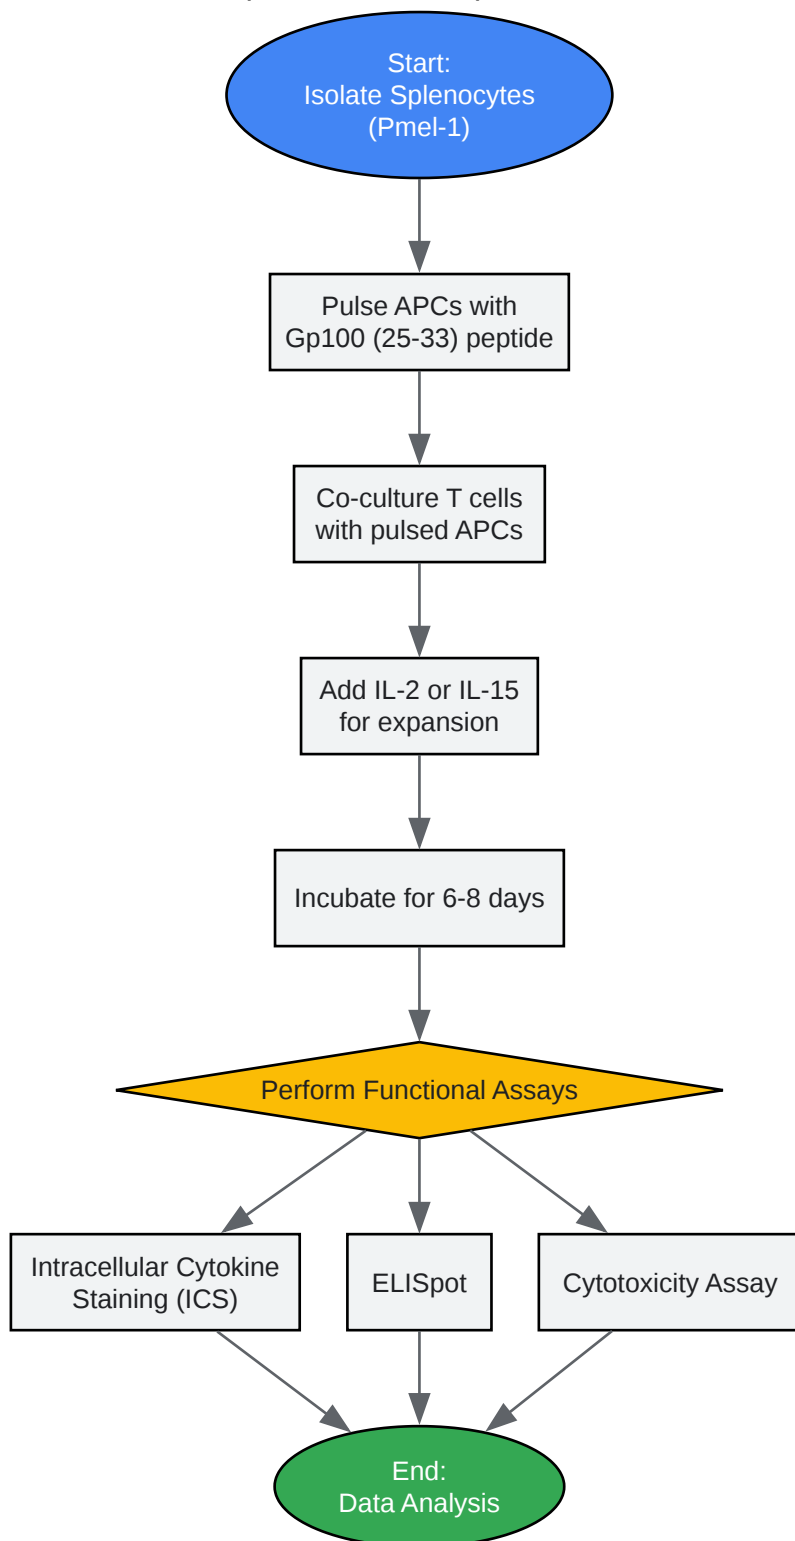 Start:
Isolate Splenocytes
(Pmel-1)
Pulse APCs with
Gp100 (25-33) peptide
Co-culture T cells
with pulsed APCs
Add IL-2 or IL-15
for expansion
Incubate for 6-8 days
Perform Functional Assays
Intracellular Cytokine
Staining (ICS)
ELISpot
Cytotoxicity Assay
End:
Data Analysis